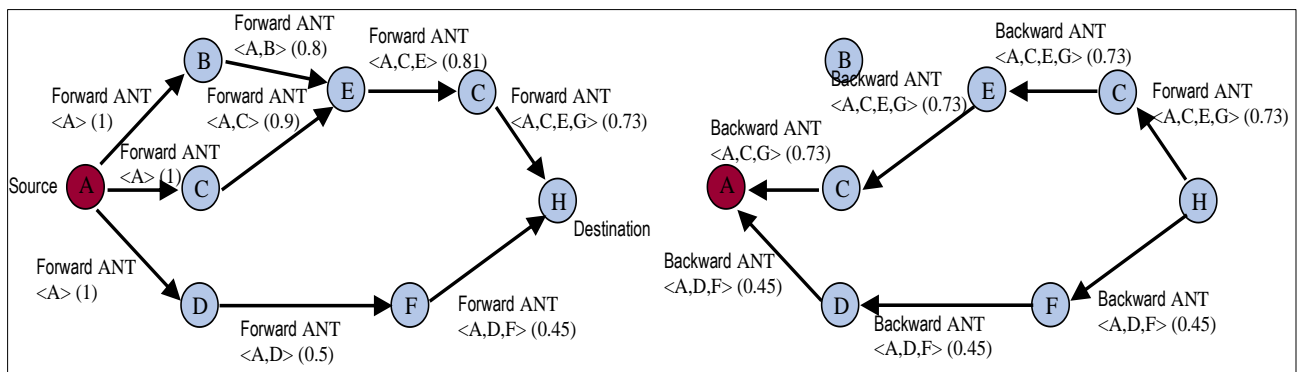 Forward ANT
<A,B> (0.8)
Forward ANT
<A,C,E> (0.81)
B
Forward ANT
<A> (1)
Forward ANT
<A,C> (0.9)
E
C
Forward ANT
<A,C,E,G> (0.73)
Forward ANT
<A> (1)
Source
A
C
H
Destination
Forward ANT
<A> (1)
D
F
Forward ANT
<A,D> (0.5)
Forward ANT
<A,D,F> (0.45)
Backward ANT
<A,C,E,G> (0.73)
B
Backward ANT
<A,C,E,G> (0.73)
E
C
Forward ANT
<A,C,E,G> (0.73)
Backward ANT
<A,C,G> (0.73)
A
C
H
Backward ANT
<A,D,F> (0.45)
D
F
Backward ANT
<A,D,F> (0.45)
Backward ANT
<A,D,F> (0.45)